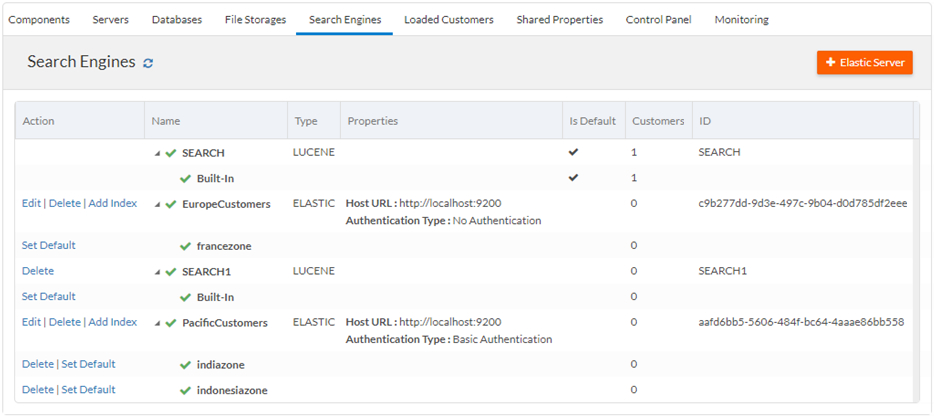 Components Servers Databases File Storages Search Engines Loaded Customers Shared Properties Control Panel Monitoring
Search Engines + Elastic Server
Action Name Type Properties Is Default Customers ID
SEARCH LUCENE 1 SEARCH
Built-In 1
Edit | Delete | Add Index EuropeCustomers ELASTIC Host URL : http://localhost:9200 0 c9b277dd-9d3e-497c-9b04-d0d785df2eee
Authentication Type : No Authentication
Set Default francezone 0
Delete SEARCH1 LUCENE 0 SEARCH1
Set Default Built-In 0
Edit | Delete | Add Index PacificCustomers ELASTIC Host URL : http://localhost:9200 0 aafd6bb5-5606-484f-bc64-4aaae86bb558
Authentication Type : Basic Authentication
Delete | Set Default indiazone 0
Delete | Set Default indonesiazone 0